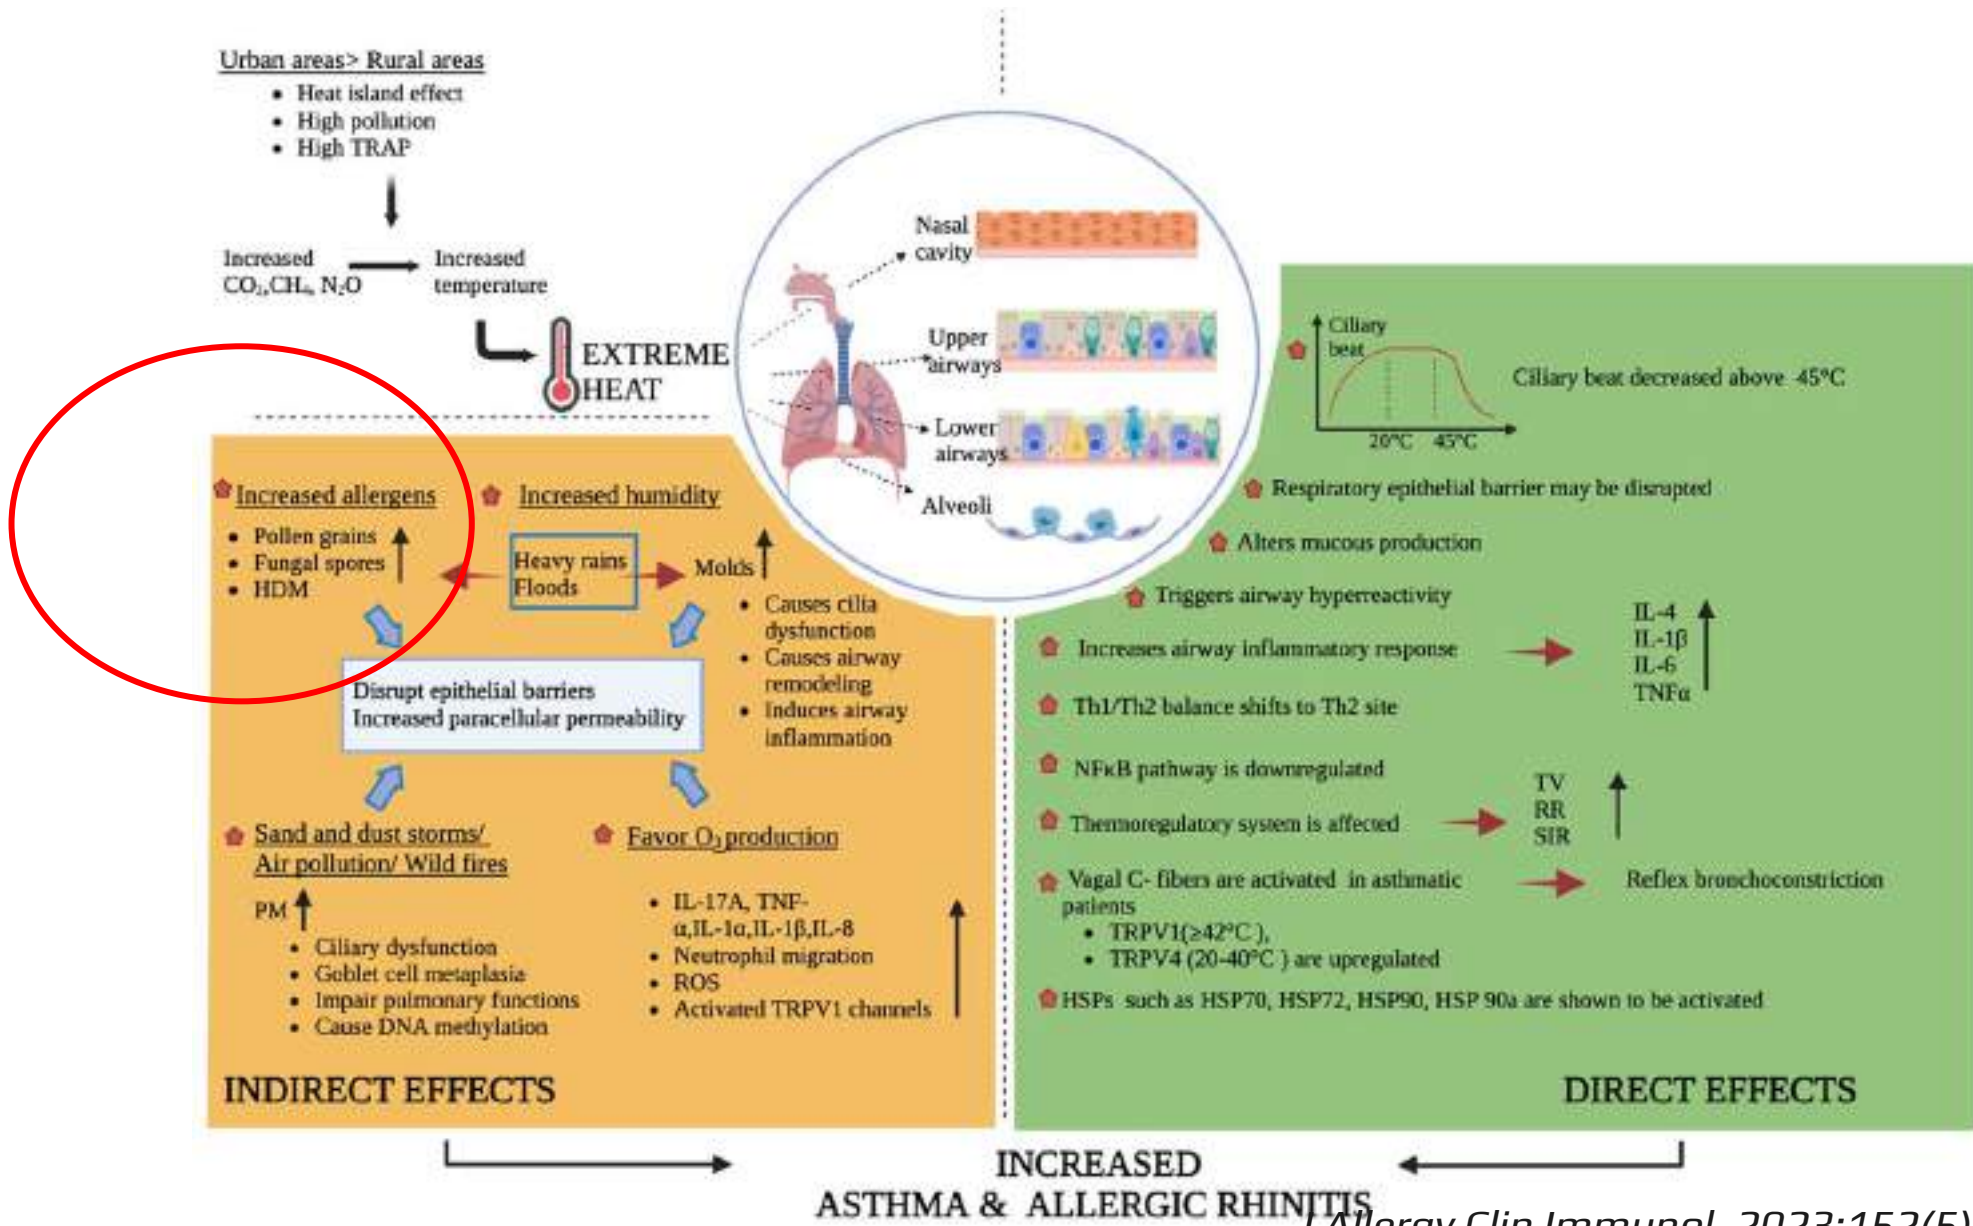 Urban areas> Rural areas
• Heat island effect
• High pollution
• High TRAP
Increased
CO₂,CH₄, N₂O
Increased
temperature
EXTREME
HEAT
Nasal
cavity
Upper
airways
Lower
airways
Alveoli
Increased allergens
• Pollen grains
• Fungal spores
• HDM
Increased humidity
Heavy rains
Floods
Molds
• Causes cilia
dysfunction
• Causes airway
remodeling
• Induces airway
inflammation
Disrupt epithelial barriers
Increased paracellular permeability
Sand and dust storms/
Air pollution/ Wild fires
PM
• Ciliary dysfunction
• Goblet cell metaplasia
• Impair pulmonary functions
• Cause DNA methylation
Favor O₃ production
• IL-17A, TNF-
α,IL-1α,IL-1β,IL-8
• Neutrophil migration
• ROS
• Activated TRPV1 channels
INDIRECT EFFECTS
Ciliary
beat
20°C 45°C
Ciliary beat decreased above 45°C
Respiratory epithelial barrier may be disrupted
Alters mucous production
Triggers airway hyperreactivity
Increases airway inflammatory response
IL-4
IL-1β
IL-6
TNFα
Th1/Th2 balance shifts to Th2 site
NFκB pathway is downregulated
Thermoregulatory system is affected
TV
RR
SIR
Vagal C- fibers are activated in asthmatic
patients
Reflex bronchoconstriction
• TRPV1(≥42°C ),
• TRPV4 (20-40°C ) are upregulated
HSPs such as HSP70, HSP72, HSP90, HSP 90a are shown to be activated
DIRECT EFFECTS
INCREASED
ASTHMA & ALLERGIC RHINITIS
J Allergy Clin Immunol. 2023;152(5)